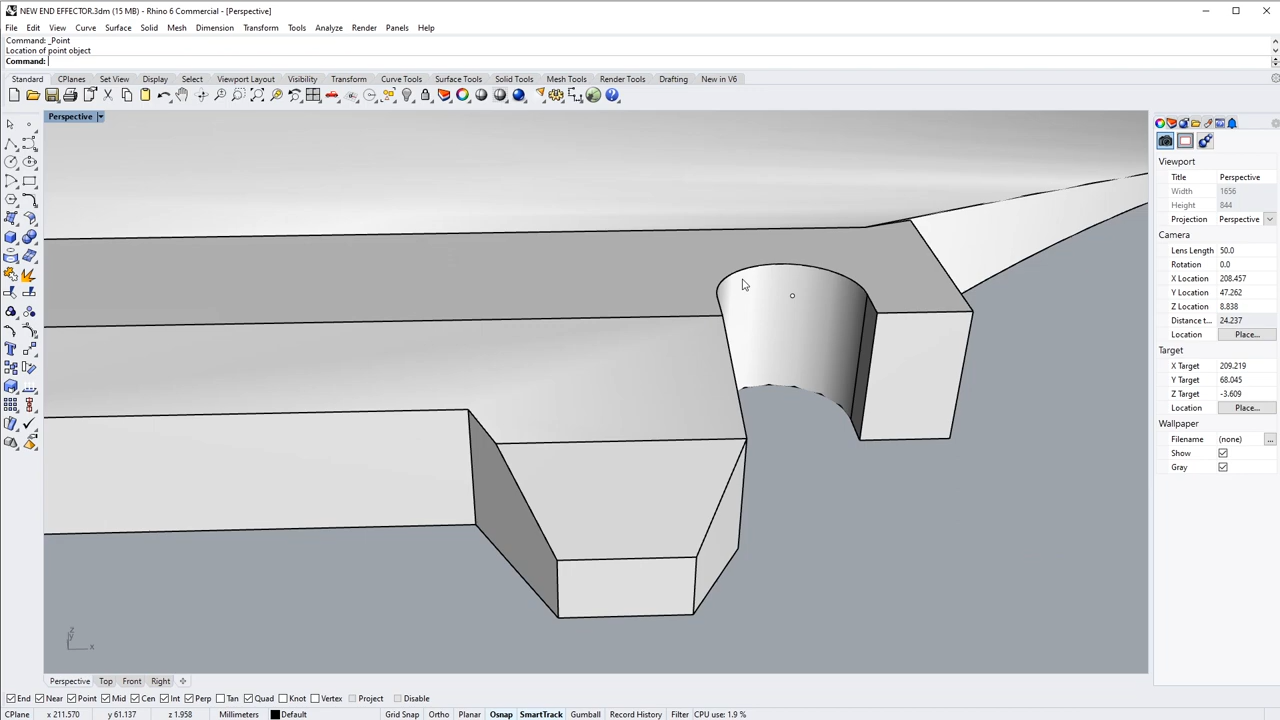 NEW END EFFECTOR.3dm (15 MB) - Rhino 6 Commercial - [Perspective]
File Edit View Curve Surface Solid Mesh Dimension Transform Tools Analyze Render Panels Help
Command: _Point
Location of point object
Command:
Standard CPlanes Set View Display Select Viewport Layout Visibility Transform Curve Tools Surface Tools Solid Tools Mesh Tools Render Tools Drafting New in V6
Perspective
Viewport
Title Perspective
Width 1656
Height 844
Projection Perspective
Camera
Lens Length 50.0
Rotation 0.0
X Location 208.457
Y Location 47.262
Z Location 8.838
Distance t... 24.237
Location Place...
Target
X Target 209.219
Y Target 68.045
Z Target -3.609
Location Place...
Wallpaper
Filename (none) ...
Show
Gray
z
y
x
Perspective Top Front Right
End Near Point Mid Cen Int Perp Tan Quad Knot Vertex Project Disable
CPlane x 211.570 y 61.137 z 1.958 Millimeters Default Grid Snap Ortho Planar Osnap SmartTrack Gumball Record History Filter CPU use: 1.9 %